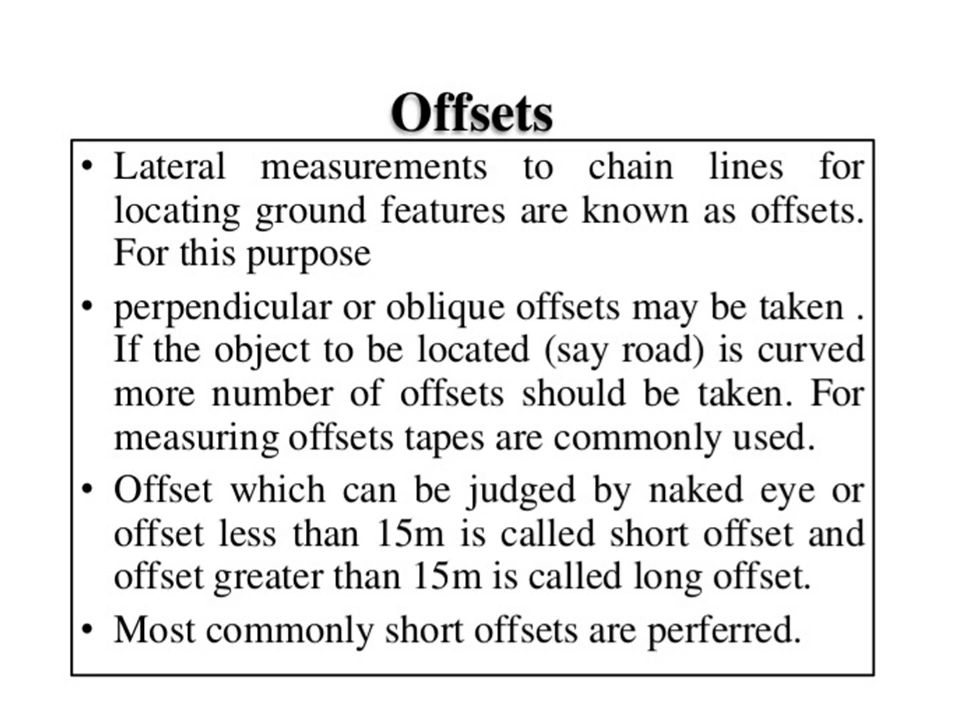 Offsets
• Lateral measurements to chain lines for
locating ground features are known as offsets.
For this purpose
• perpendicular or oblique offsets may be taken .
If the object to be located (say road) is curved
more number of offsets should be taken. For
measuring offsets tapes are commonly used.
• Offset which can be judged by naked eye or
offset less than 15m is called short offset and
offset greater than 15m is called long offset.
• Most commonly short offsets are perferred.